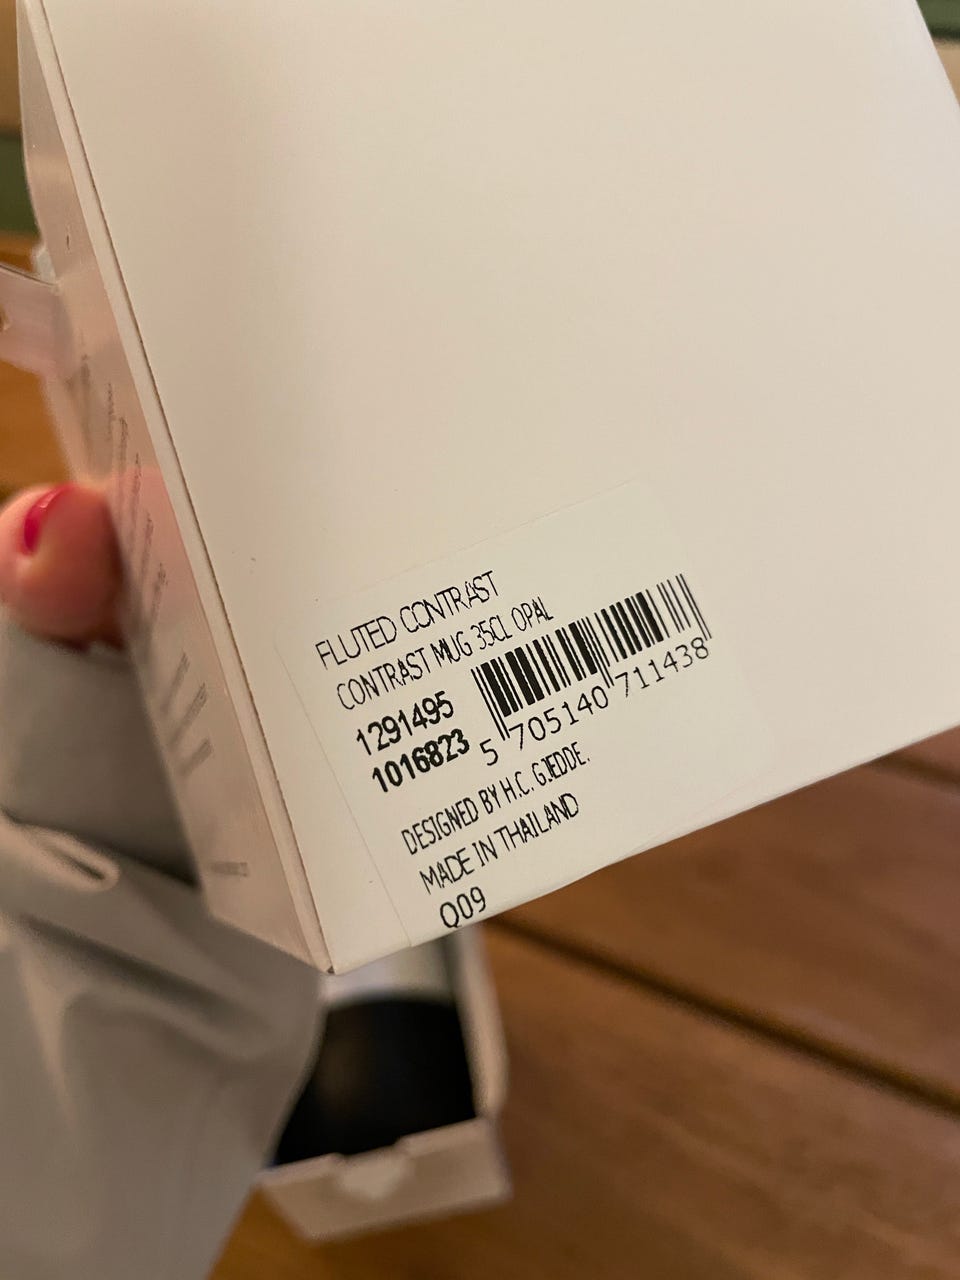 FLUTED CONTRAST
CONTRAST MUG 35CL OPAL
1291495
1016823
5 705140 711438
DESIGNED BY H.C. GJEDDE.
MADE IN THAILAND
Q09